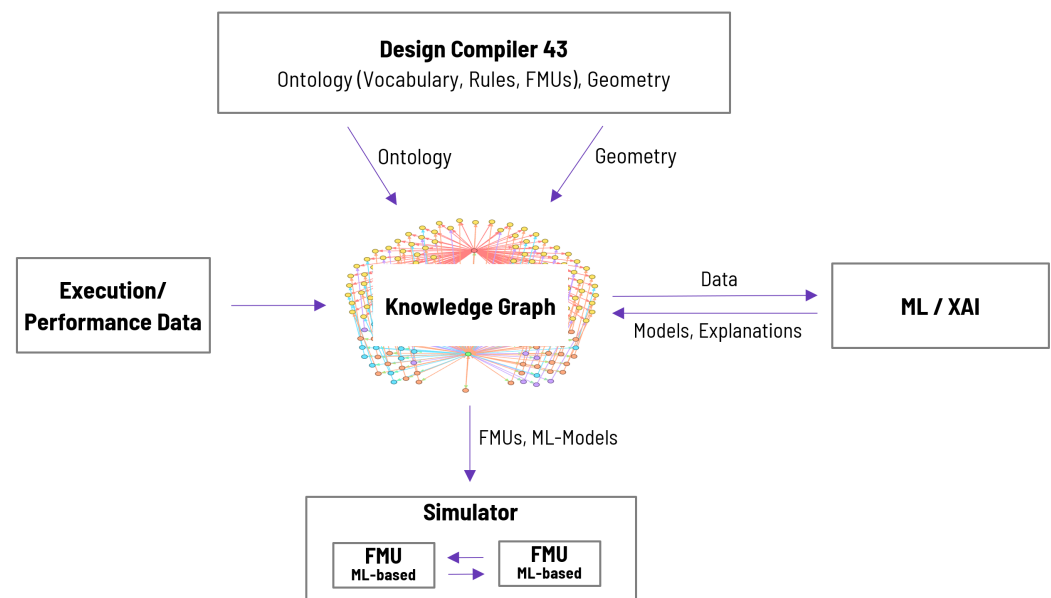 Design Compiler 43
Ontology (Vocabulary, Rules, FMUs), Geometry
Ontology
Geometry
Execution/
Performance Data
Knowledge Graph
Data
Models, Explanations
ML / XAI
FMUs, ML-Models
Simulator
FMU
ML-based
FMU
ML-based